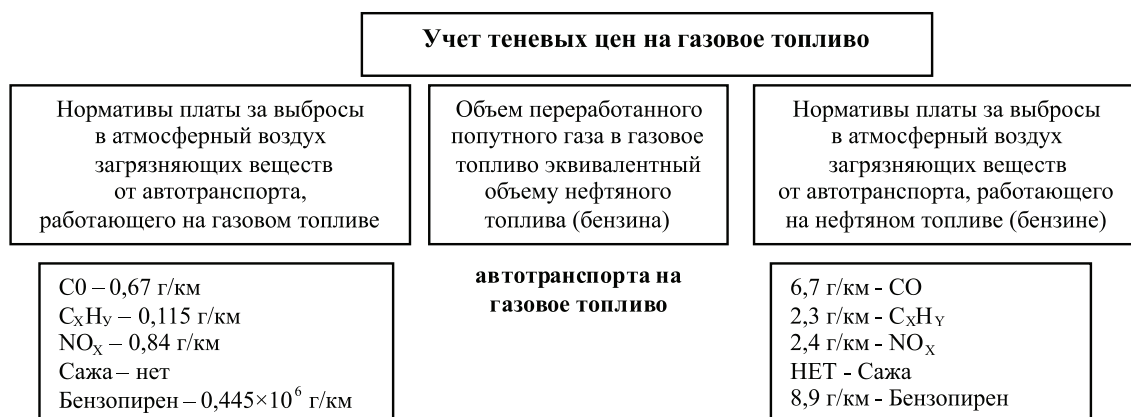 Учет теневых цен на газовое топливо
Нормативы платы за выбросы
в атмосферный воздух
загрязняющих веществ
от автотранспорта,
работающего на газовом топливе
Объем переработанного
попутного газа в газовое
топливо эквивалентный
объему нефтяного
топлива (бензина)
Нормативы платы за выбросы
в атмосферный воздух
загрязняющих веществ
от автотранспорта, работающего
на нефтяном топливе (бензине)
С0 – 0,67 г/км
CₓHᵧ – 0,115 г/км
NOₓ – 0,84 г/км
Сажа – нет
Бензопирен – 0,445×10⁶ г/км
автотранспорта на
газовое топливо
6,7 г/км - CO
2,3 г/км - CₓHᵧ
2,4 г/км - NOₓ
НЕТ - Сажа
8,9 г/км - Бензопирен